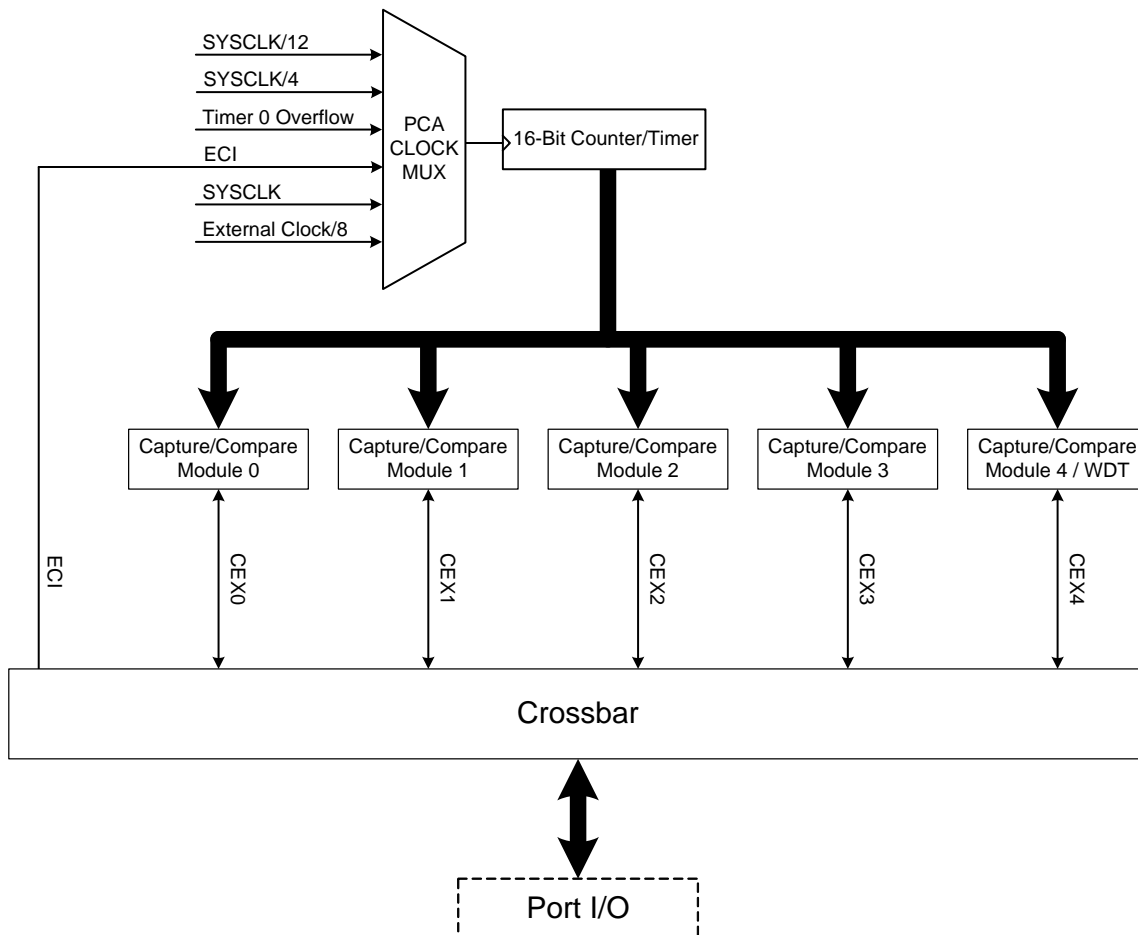 SYSCLK/12
SYSCLK/4
Timer 0 Overflow
ECI
SYSCLK
External Clock/8
PCA
CLOCK
MUX
16-Bit Counter/Timer
Capture/Compare
Module 0
Capture/Compare
Module 1
Capture/Compare
Module 2
Capture/Compare
Module 3
Capture/Compare
Module 4 / WDT
ECI
CEX0
CEX1
CEX2
CEX3
CEX4
Crossbar
Port I/O